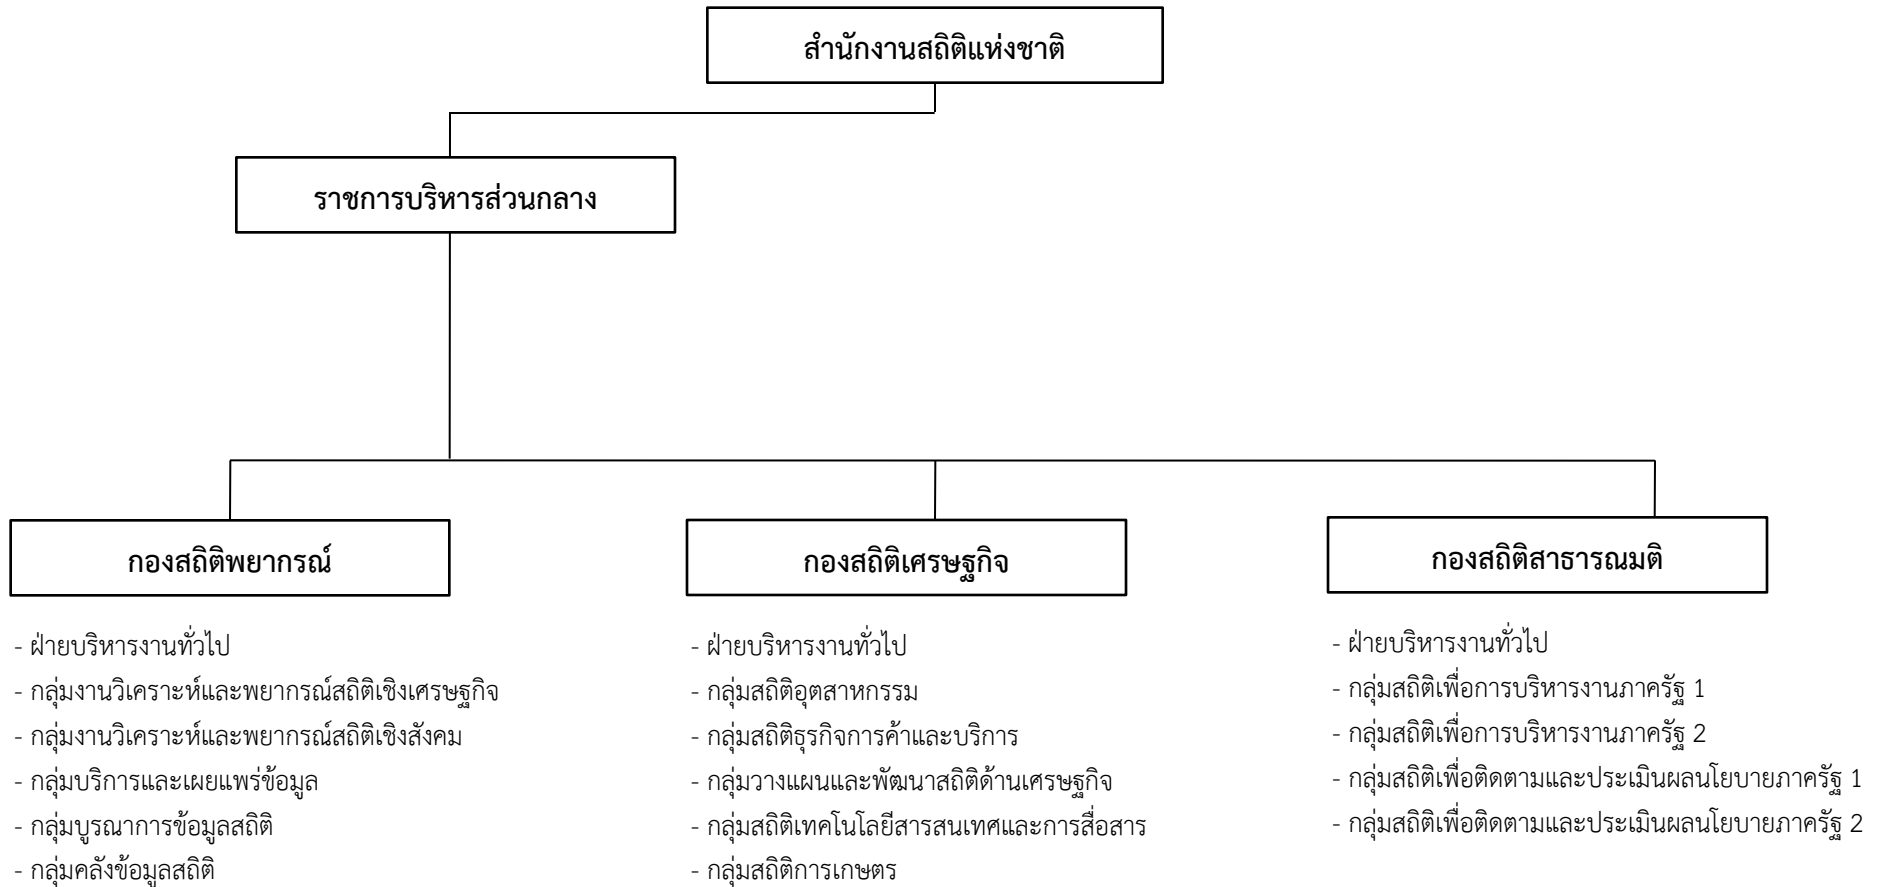 สำนักงานสถิติแห่งชาติ
ราชการบริหารส่วนกลาง
กองสถิติพยากรณ์
- ฝ่ายบริหารงานทั่วไป
- กลุ่มงานวิเคราะห์และพยากรณ์สถิติเชิงเศรษฐกิจ
- กลุ่มงานวิเคราะห์และพยากรณ์สถิติเชิงสังคม
- กลุ่มบริการและเผยแพร่ข้อมูล
- กลุ่มบูรณาการข้อมูลสถิติ
- กลุ่มคลังข้อมูลสถิติ
กองสถิติเศรษฐกิจ
- ฝ่ายบริหารงานทั่วไป
- กลุ่มสถิติอุตสาหกรรม
- กลุ่มสถิติธุรกิจการค้าและบริการ
- กลุ่มวางแผนและพัฒนาสถิติด้านเศรษฐกิจ
- กลุ่มสถิติเทคโนโลยีสารสนเทศและการสื่อสาร
- กลุ่มสถิติการเกษตร
กองสถิติสาธารณมติ
- ฝ่ายบริหารงานทั่วไป
- กลุ่มสถิติเพื่อการบริหารงานภาครัฐ 1
- กลุ่มสถิติเพื่อการบริหารงานภาครัฐ 2
- กลุ่มสถิติเพื่อติดตามและประเมินผลนโยบายภาครัฐ 1
- กลุ่มสถิติเพื่อติดตามและประเมินผลนโยบายภาครัฐ 2